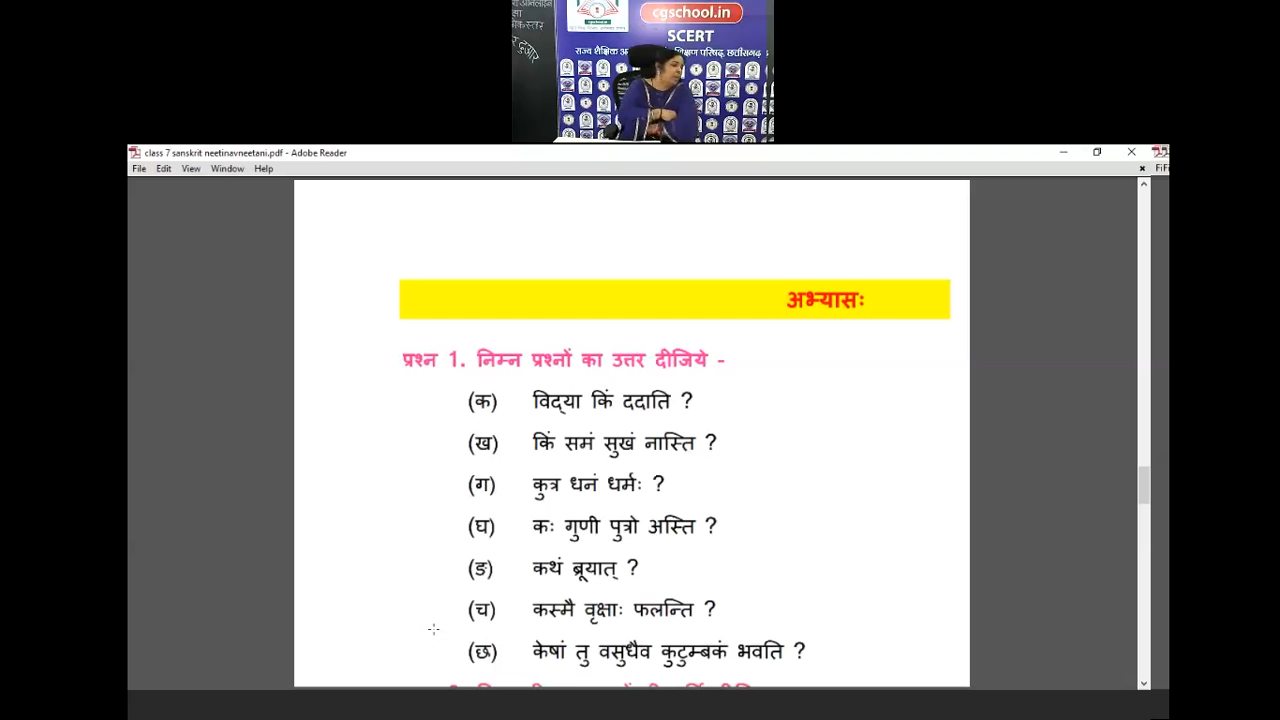 cgschool.in
SCERT
class 7 sanskrit neetinavneetani.pdf - Adobe Reader
File Edit View Window Help
अभ्यासः
प्रश्न 1. निम्न प्रश्नों का उत्तर दीजिये -
(क) विद्‌या किं ददाति ?
(ख) किं समं सुखं नास्ति ?
(ग) कुत्र धनं धर्मः ?
(घ) कः गुणी पुत्रो अस्ति ?
(ङ) कथं ब्रूयात् ?
(च) कस्मै वृक्षाः फलन्ति ?
(छ) केषां तु वसुधैव कुटुम्बकं भवति ?